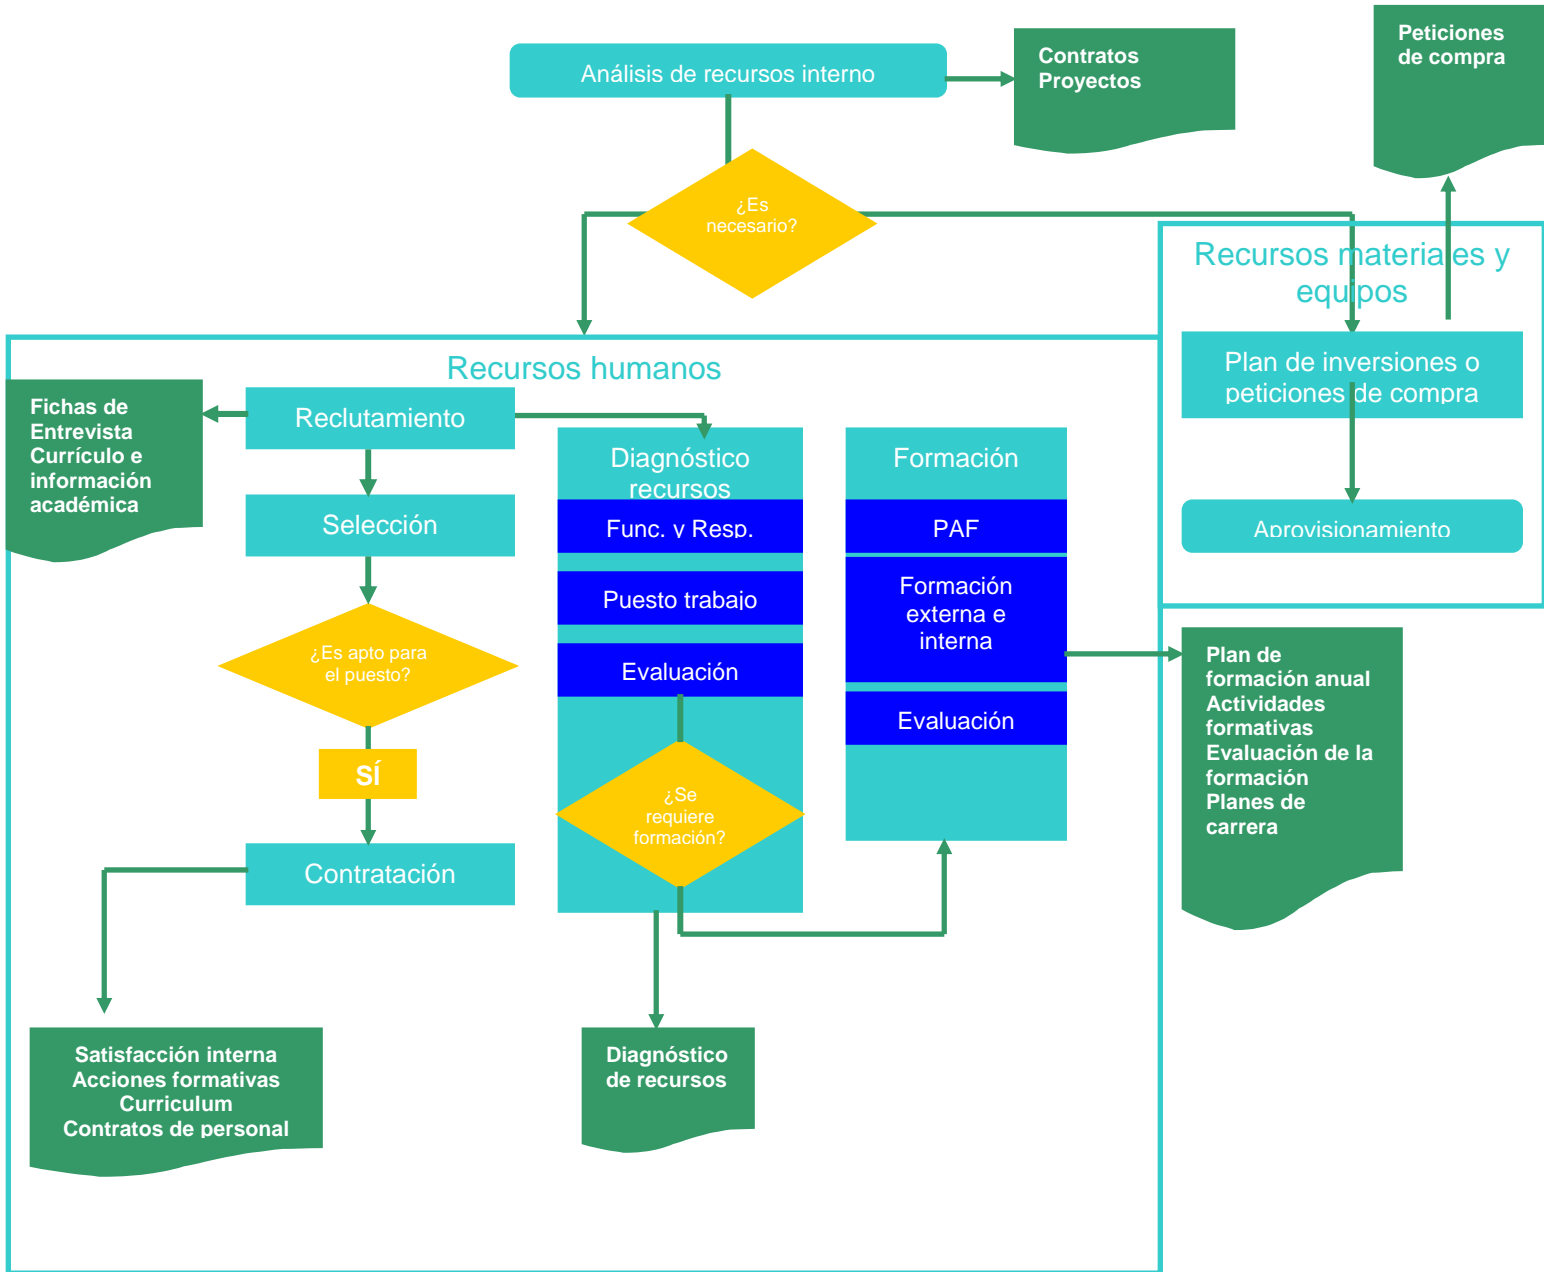 Análisis de recursos interno
Contratos
Proyectos
Peticiones
de compra
¿Es
necesario?
Recursos materiales y
equipos
Plan de inversiones o
peticiones de compra
Aprovisionamiento
Recursos humanos
Fichas de
Entrevista
Currículo e
información
académica
Reclutamiento
Selección
¿Es apto para
el puesto?
SÍ
Contratación
Diagnóstico
recursos
Func. y Resp.
Puesto trabajo
Evaluación
¿Se
requiere
formación?
Formación
PAF
Formación
externa e
interna
Evaluación
Plan de
formación anual
Actividades
formativas
Evaluación de la
formación
Planes de
carrera
Satisfacción interna
Acciones formativas
Curriculum
Contratos de personal
Diagnóstico
de recursos